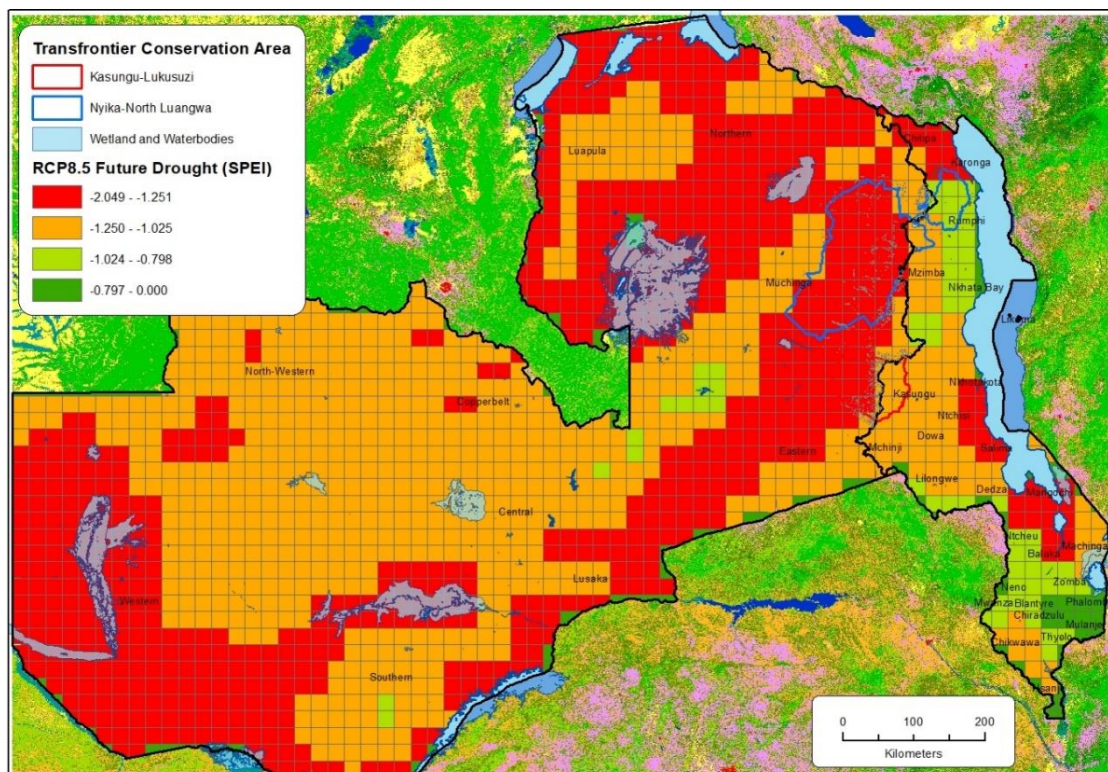 Transfrontier Conservation Area
Kasungu-Lukusuzi
Nyika-North Luangwa
Wetland and Waterbodies
RCP8.5 Future Drought (SPEI)
-2.049 - -1.251
-1.250 - -1.025
-1.024 - -0.798
-0.797 - 0.000
Northern
Chitipa
Luapula
Karonga
Rumphi
Mzimba
Muchinga
Nkhata Bay
Likoma
North-Western
Nkhotakota
Kasungu
Copperbelt
Ntchisi
Dowa
Mchinji
Eastern
Salima
Lilongwe
Dedza
Mangochi
Central
Ntcheu
Machinga
Balaka
Lusaka
Zomba
Neno
Western
Mwanza
Blantyre
Phalombe
Chiradzulu
Mulanje
Thyolo
Chikwawa
Southern
Nsanje
0 100 200
Kilometers